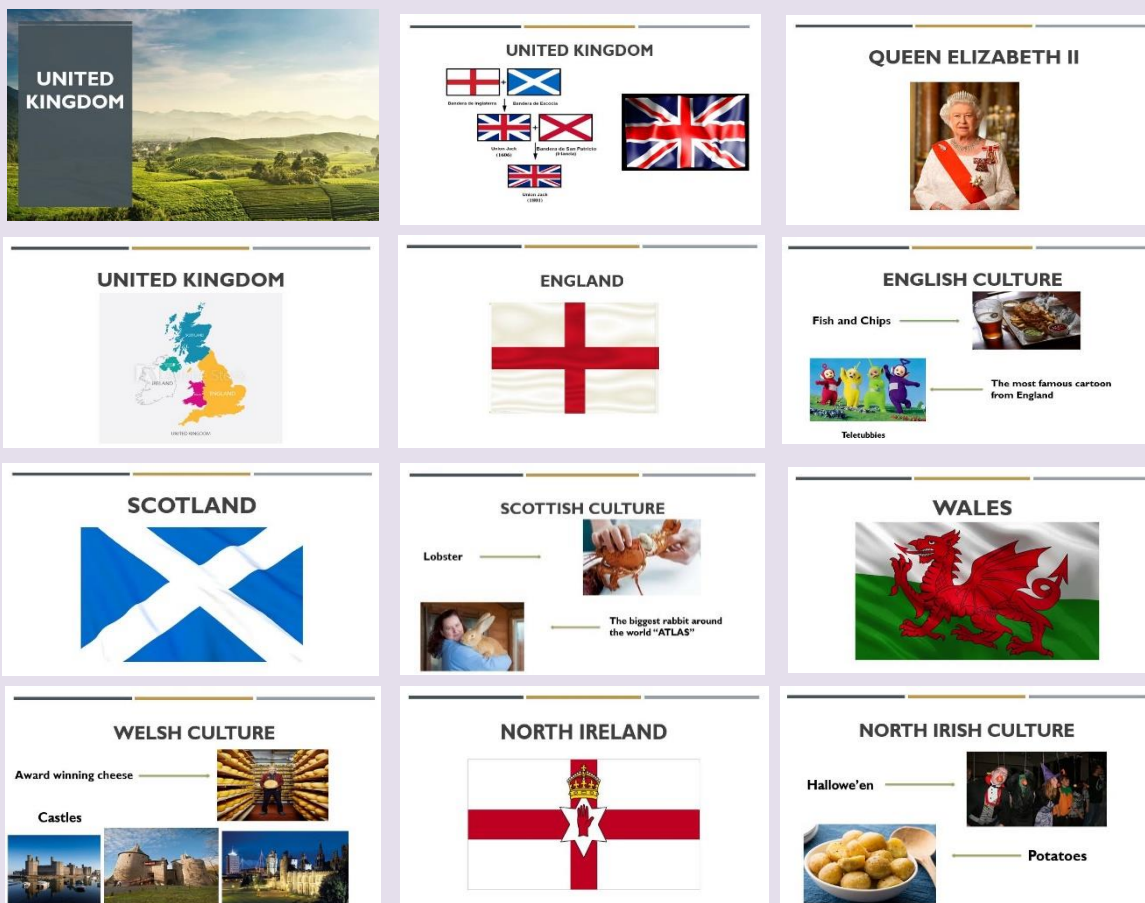 UNITED
KINGDOM
UNITED KINGDOM
Bandera de Inglaterra
Bandera de Escocia
Union Jack
(1606)
Bandera de San Patricio
(Irlanda)
Union Jack
(1801)
QUEEN ELIZABETH II
UNITED KINGDOM
SCOTLAND
IRELAND
ENGLAND
UNITED KINGDOM
ENGLAND
ENGLISH CULTURE
Fish and Chips
The most famous cartoon
from England
Teletubbies
SCOTLAND
SCOTTISH CULTURE
Lobster
The biggest rabbit around
the world “ATLAS”
WALES
WELSH CULTURE
Award winning cheese
Castles
NORTH IRELAND
NORTH IRISH CULTURE
Hallowe’en
Potatoes